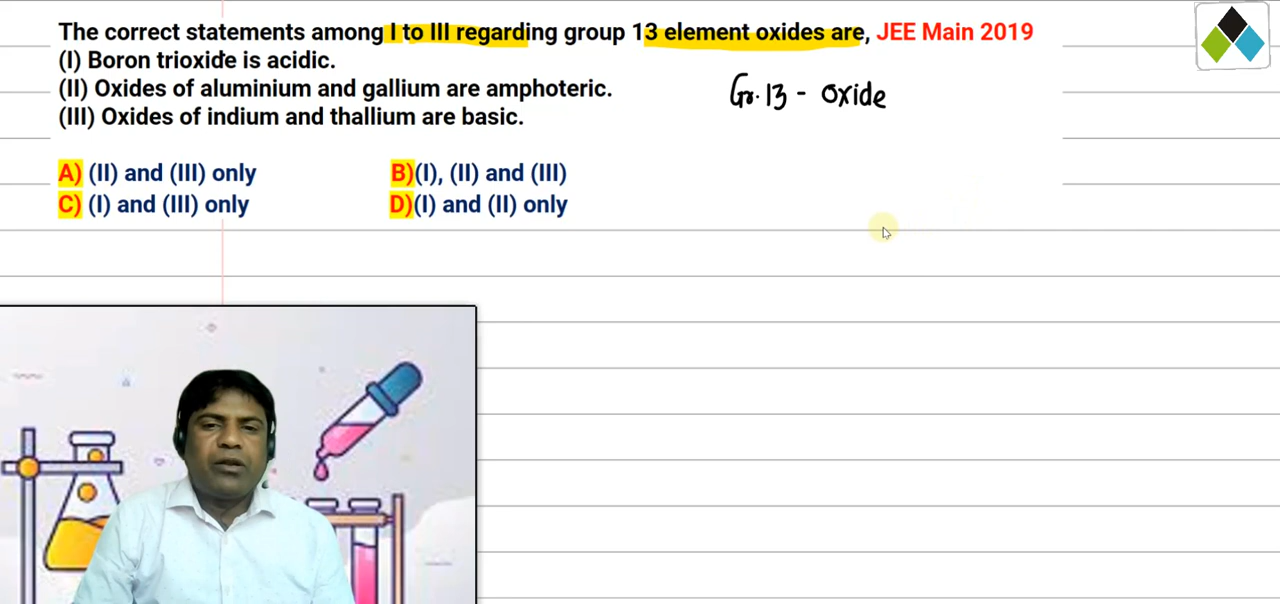 The correct statements among I to III regarding group 13 element oxides are, JEE Main 2019
(I) Boron trioxide is acidic.
(II) Oxides of aluminium and gallium are amphoteric.
(III) Oxides of indium and thallium are basic.
Gr. 13 - oxide
A) (II) and (III) only B)(I), (II) and (III)
C) (I) and (III) only D)(I) and (II) only